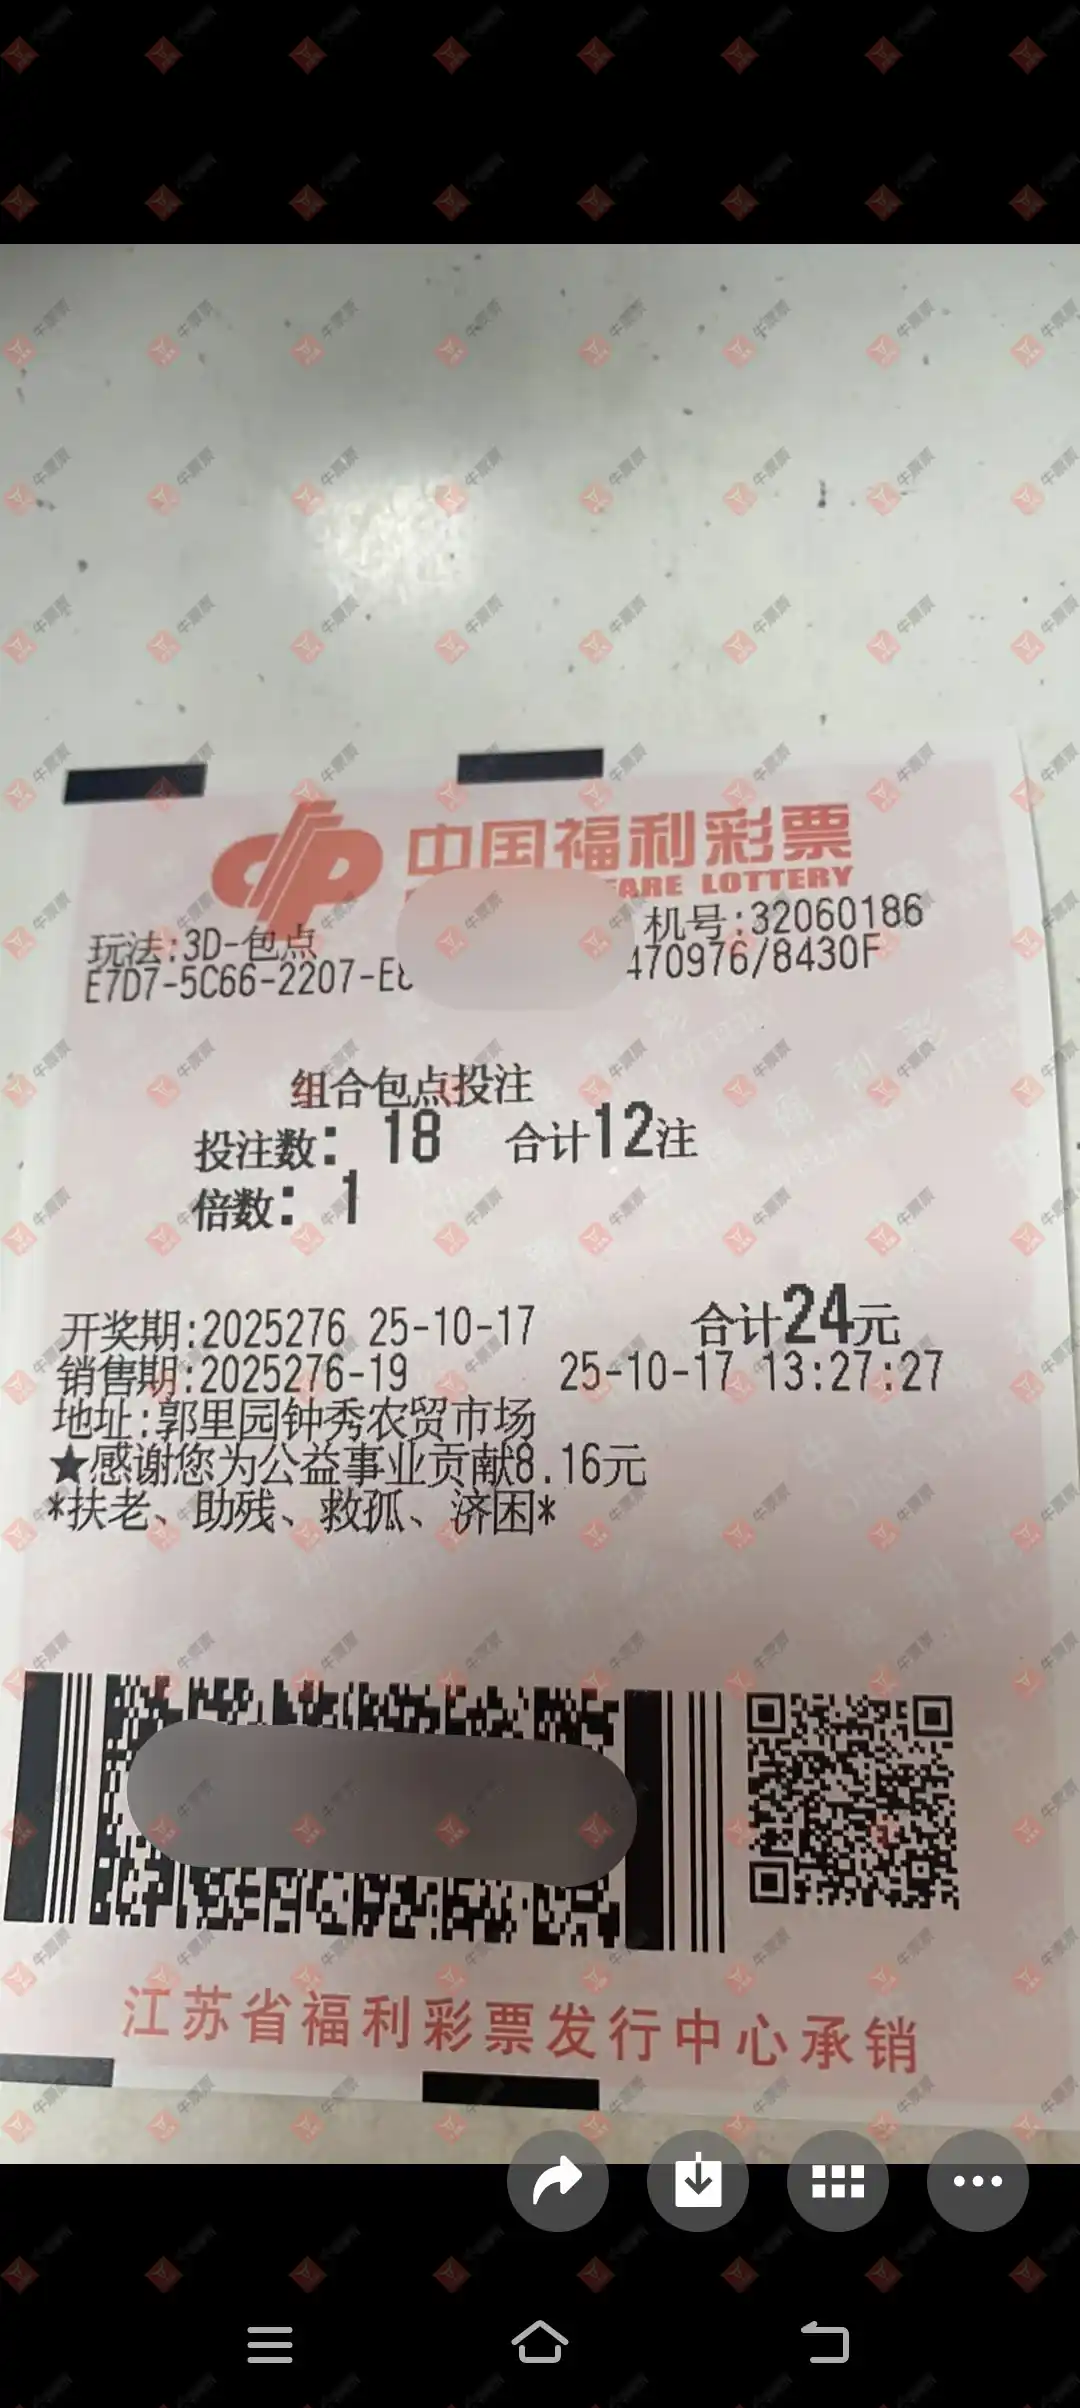 中国福利彩票
FARE LOTTERY
玩法:3D-包点
机号:32060186
E7D7-5C66-2207-E
470976/8430F
组合包点投注
投注数: 18 合计12注
倍数: 1
开奖期:2025276 25-10-17 合计24元
销售期:2025276-19 25-10-17 13:27:27
地址:郭里园钟秀农贸市场
★感谢您为公益事业贡献8.16元
*扶老、助残、救孤、济困*
江苏省福利彩票发行中心承销
牛票票